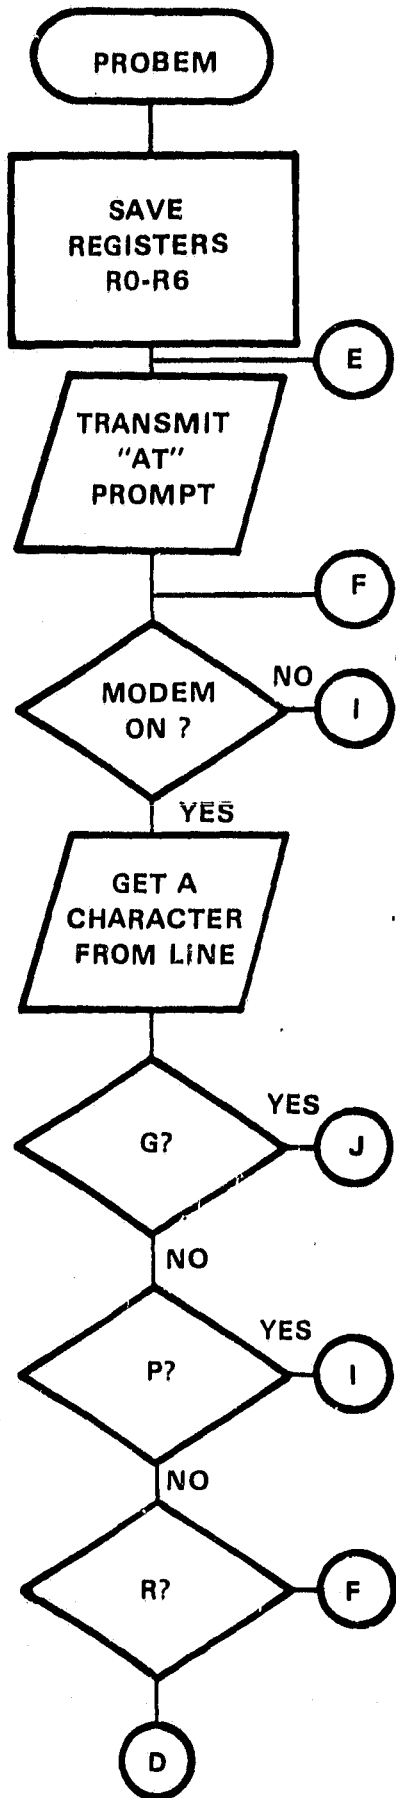 PROBEM
SAVE
REGISTERS
R0-R6
E
TRANSMIT
"AT"
PROMPT
F
MODEM
ON ?
NO
I
YES
GET A
CHARACTER
FROM LINE
G?
YES
J
NO
P?
YES
I
NO
R?
F
D